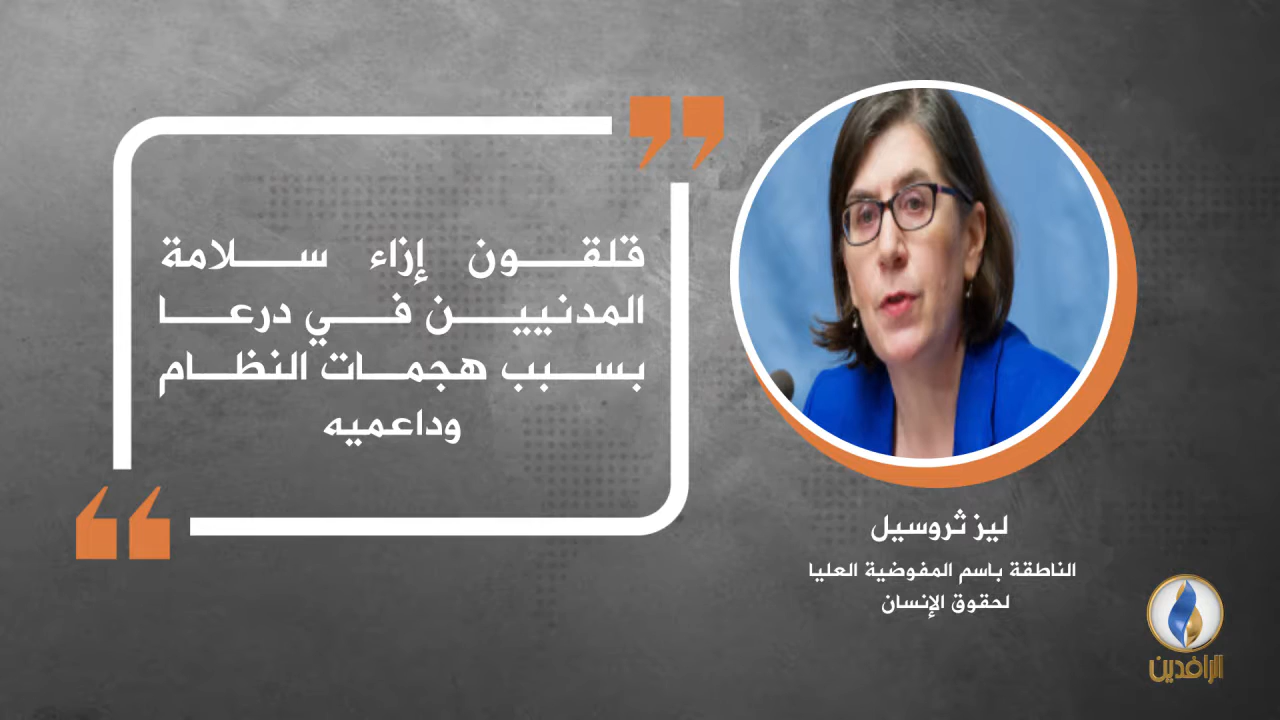 قلقون إزاء سلامة
المدنيين في درعا
بسبب هجمات النظام
وداعميه
ليز ثروسيل
الناطقة باسم المفوضية العليا
لحقوق الإنسان
الرافدين